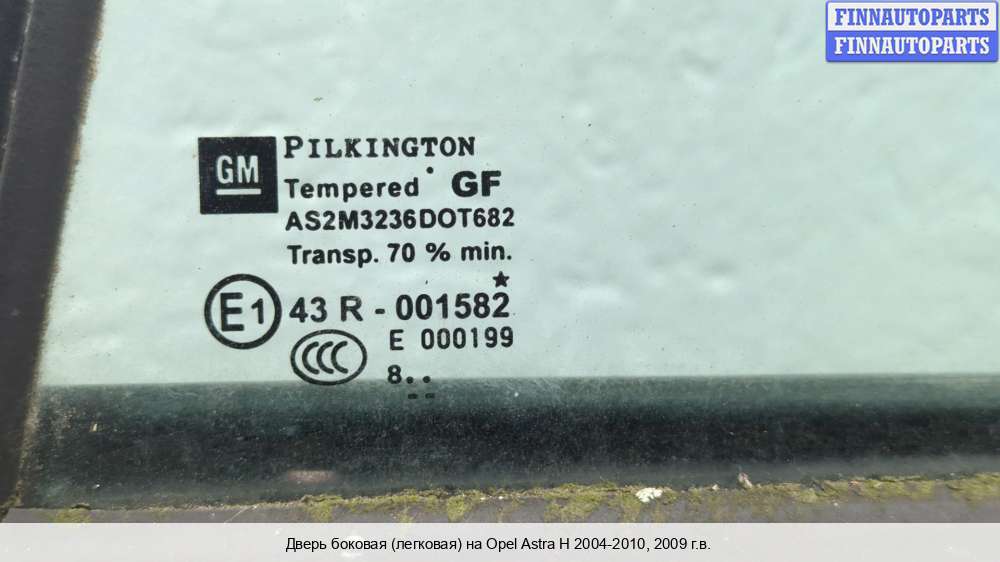 FINNAUTOPARTS
FINNAUTOPARTS
GM
PILKINGTON
Tempered GF
AS2M3236DOT682
Transp. 70 % min.
E1 43 R - 001582
CCC E 000199
8..
Дверь боковая (легковая) на Opel Astra H 2004-2010, 2009 г.в.